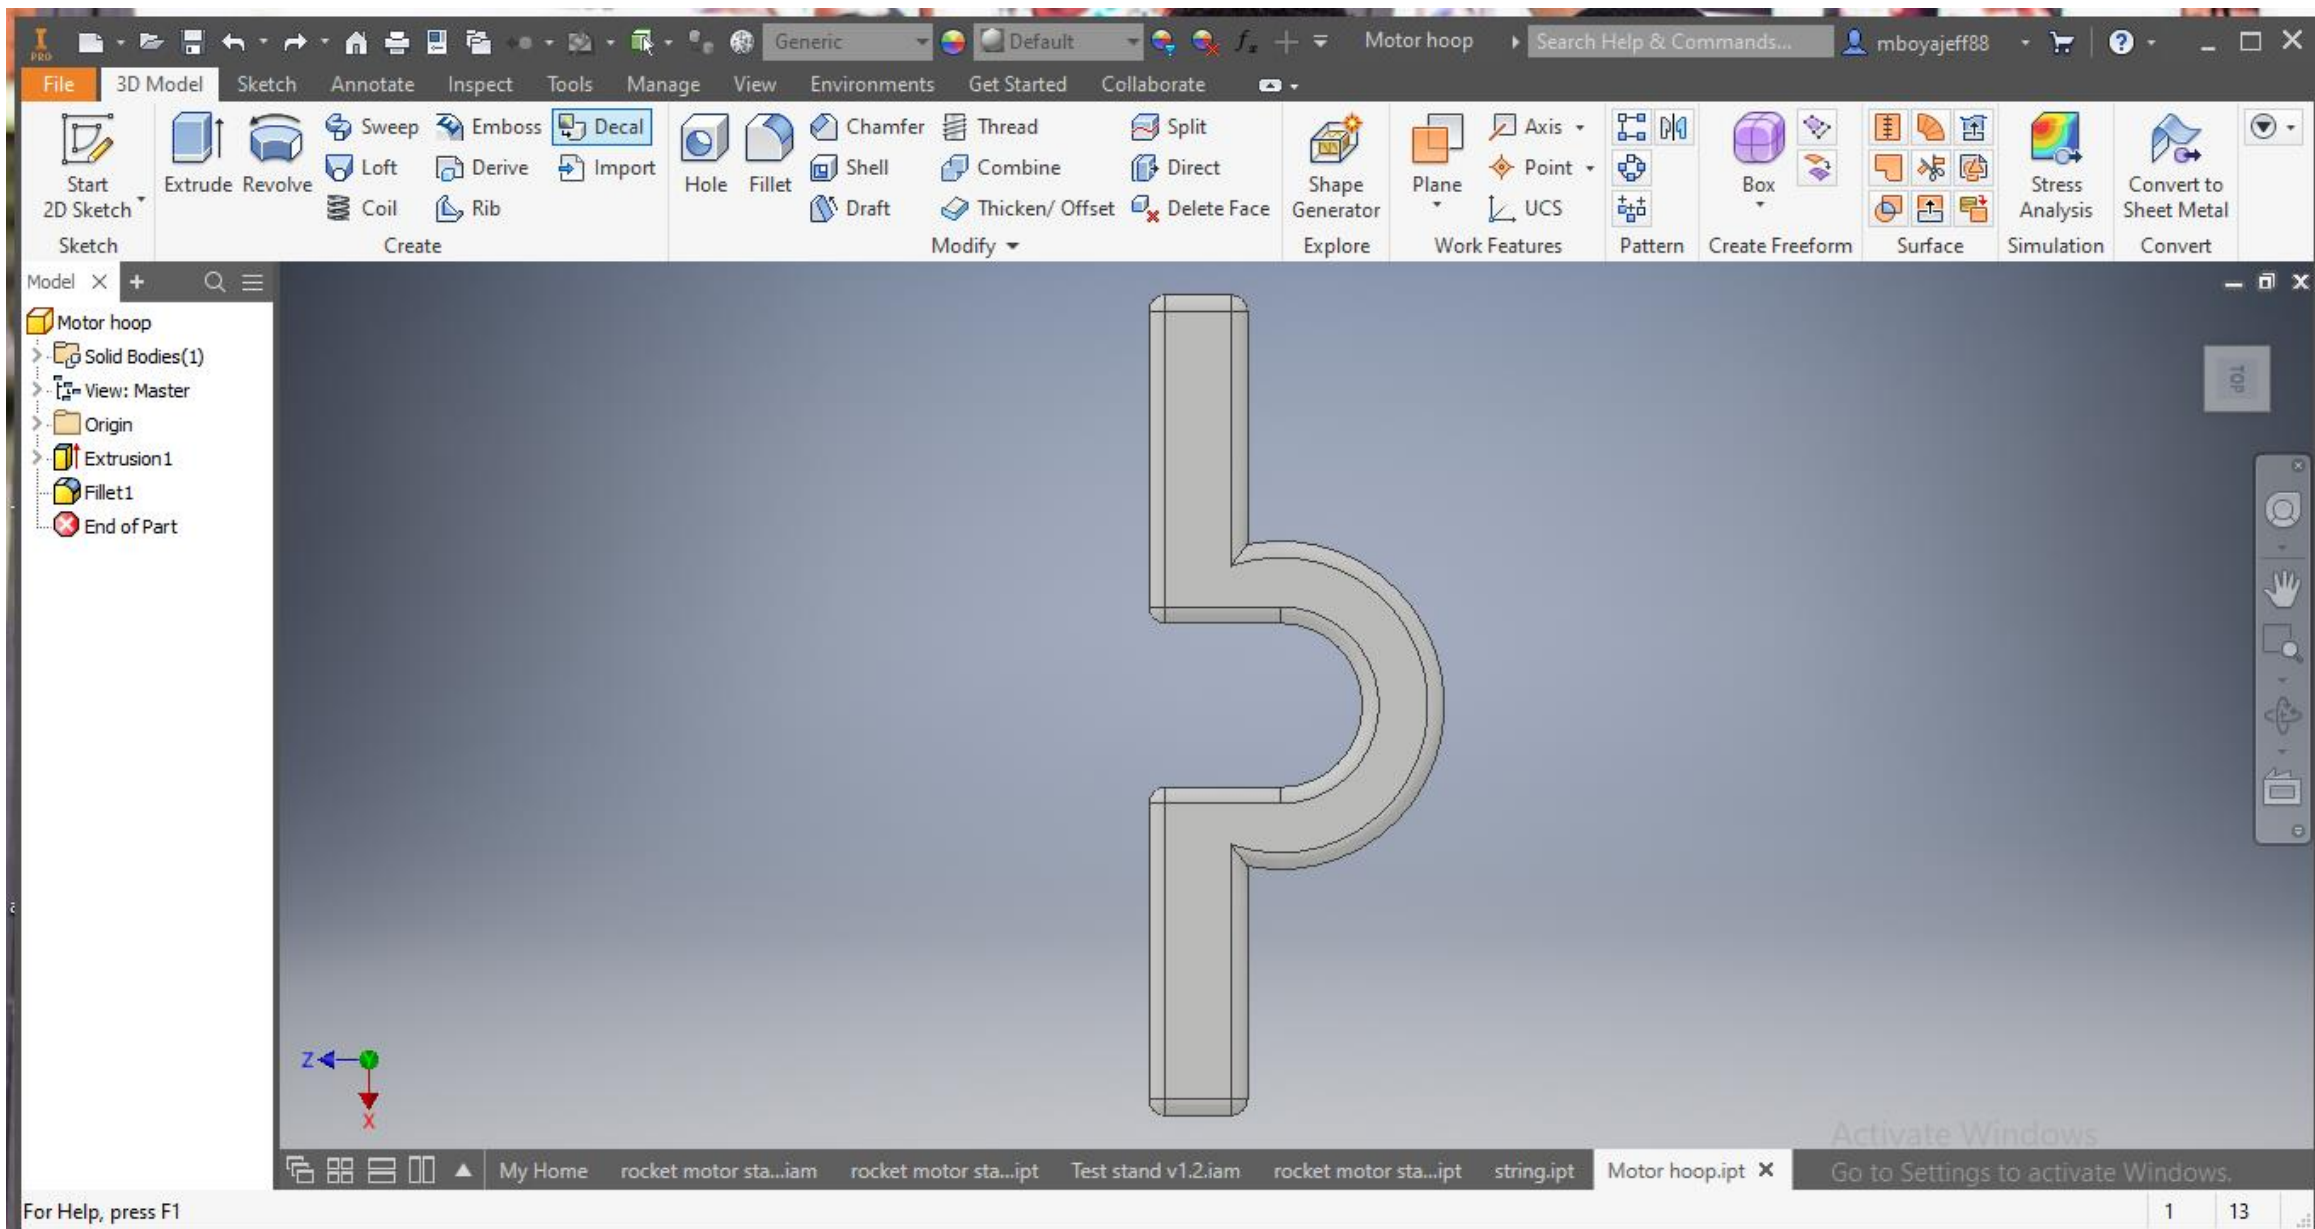 PRO
Generic
Default
Motor hoop
Search Help & Commands...
mboyajeff88
File 3D Model Sketch Annotate Inspect Tools Manage View Environments Get Started Collaborate
Start
2D Sketch
Sketch
Extrude
Revolve
Sweep
Loft
Coil
Emboss
Derive
Rib
Decal
Import
Create
Hole
Fillet
Chamfer
Shell
Draft
Thread
Combine
Thicken/ Offset
Split
Direct
Delete Face
Modify
Shape
Generator
Explore
Plane
Axis
Point
UCS
Work Features
Pattern
Box
Create Freeform
Surface
Stress
Analysis
Simulation
Convert to
Sheet Metal
Convert
Model
Motor hoop
Solid Bodies(1)
View: Master
Origin
Extrusion1
Fillet1
End of Part
TOP
Z
X
Activate Windows
Go to Settings to activate Windows.
My Home rocket motor sta...iam rocket motor sta...ipt Test stand v1.2.iam rocket motor sta...ipt string.ipt Motor hoop.ipt
For Help, press F1
1 13